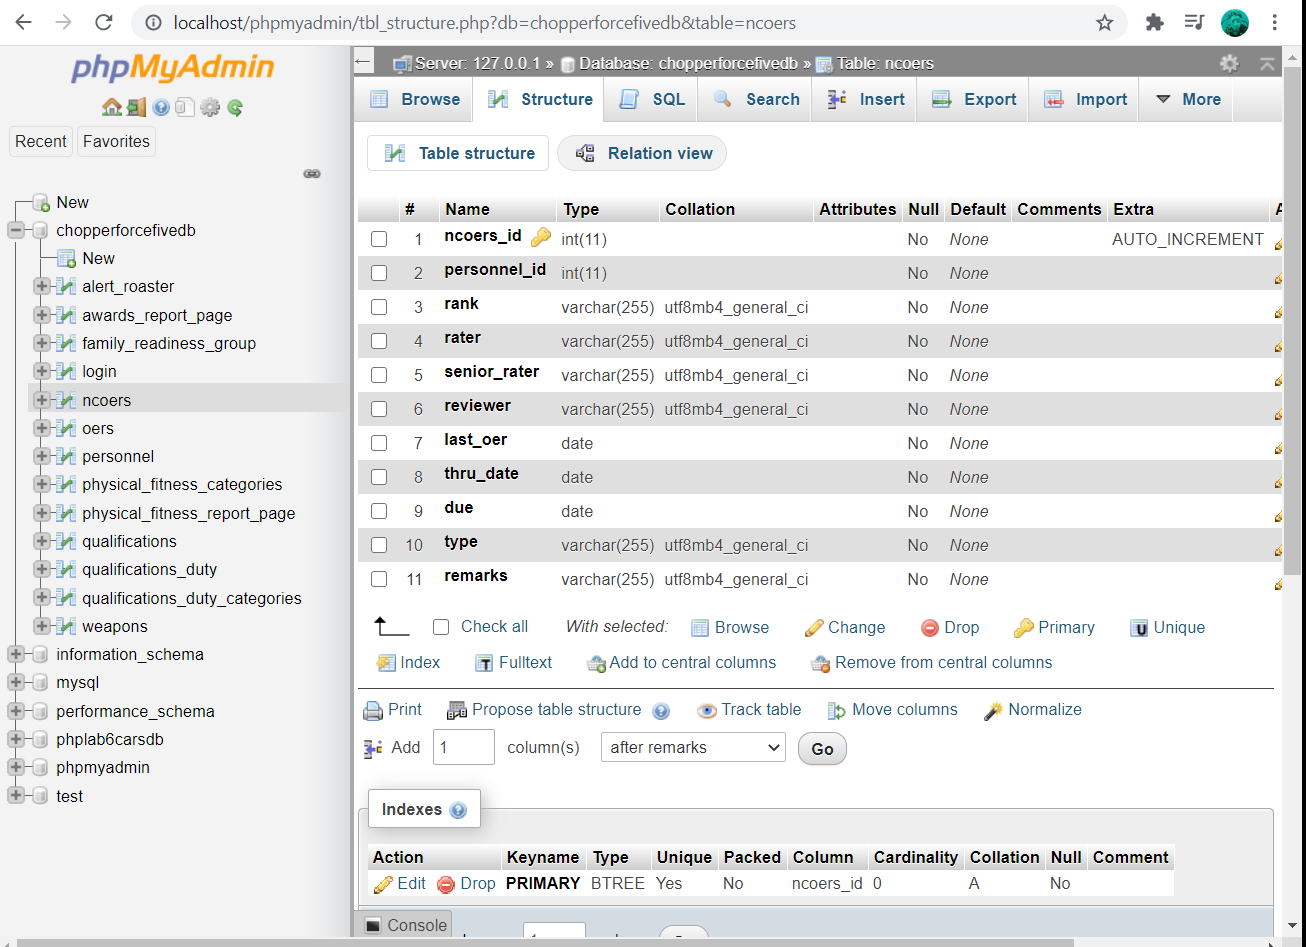 localhost/phpmyadmin/tbl_structure.php?db=chopperforcefivedb&table=ncoers
phpMyAdmin
Recent Favorites
New
chopperforcefivedb
New
alert_roaster
awards_report_page
family_readiness_group
login
ncoers
oers
personnel
physical_fitness_categories
physical_fitness_report_page
qualifications
qualifications_duty
qualifications_duty_categories
weapons
information_schema
mysql
performance_schema
phplab6carsdb
phpmyadmin
test
Server: 127.0.0.1 » Database: chopperforcefivedb » Table: ncoers
Browse Structure SQL Search Insert Export Import More
Table structure Relation view
# Name Type Collation Attributes Null Default Comments Extra
1 ncoers_id int(11) No None AUTO_INCREMENT
2 personnel_id int(11) No None
3 rank varchar(255) utf8mb4_general_ci No None
4 rater varchar(255) utf8mb4_general_ci No None
5 senior_rater varchar(255) utf8mb4_general_ci No None
6 reviewer varchar(255) utf8mb4_general_ci No None
7 last_oer date No None
8 thru_date date No None
9 due date No None
10 type varchar(255) utf8mb4_general_ci No None
11 remarks varchar(255) utf8mb4_general_ci No None
Check all With selected: Browse Change Drop Primary Unique
Index Fulltext Add to central columns Remove from central columns
Print Propose table structure Track table Move columns Normalize
Add 1 column(s) after remarks Go
Indexes
Action Keyname Type Unique Packed Column Cardinality Collation Null Comment
Edit Drop PRIMARY BTREE Yes No ncoers_id 0 A No
Console